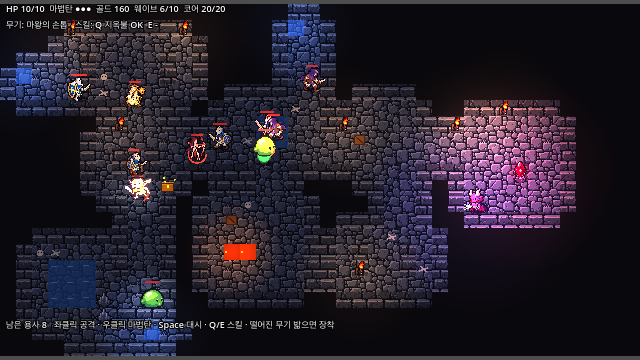 HP 10/10 마법탄 ●●● 골드 160 웨이브 6/10 코어 20/20
무기: 마왕의 손톱 스킬: Q 지옥불 OK E -
남은 용사 8 · 좌클릭 공격 · 우클릭 마법탄 · Space 대시 · Q/E 스킬 · 떨어진 무기 밟으면 장착